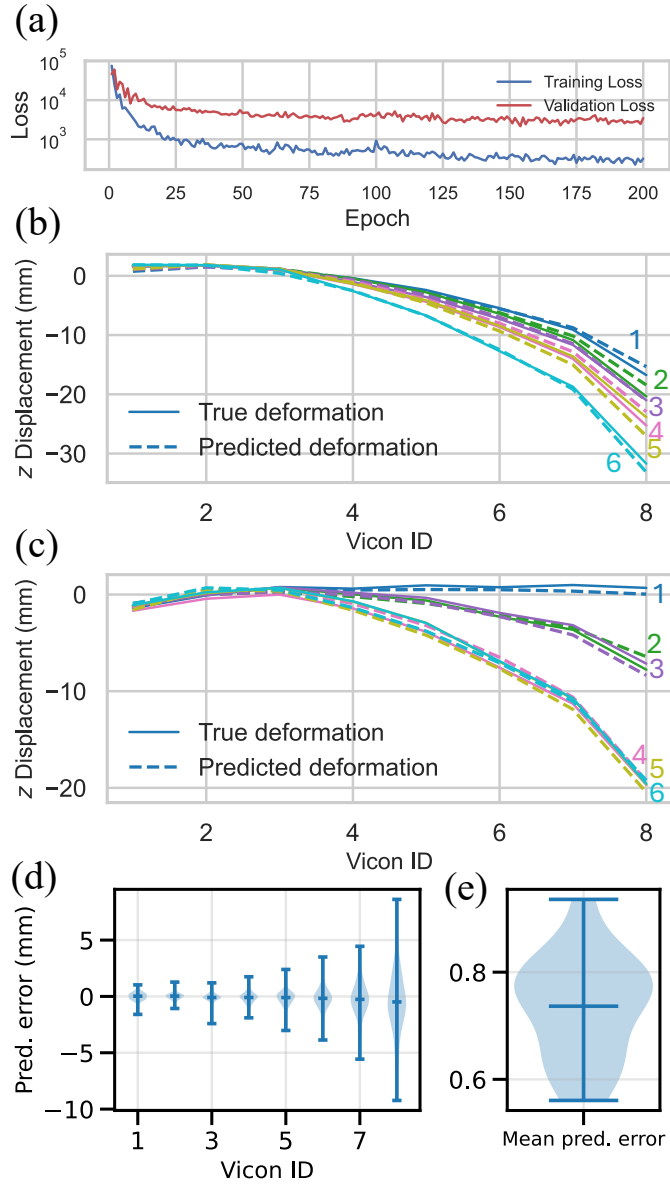 (a)
10^5
10^4
10^3
Loss
Training Loss
Validation Loss
0 25 50 75 100 125 150 175 200
Epoch
(b)
0
−10
−20
−30
z Displacement (mm)
1
2
3
4
5
6
True deformation
Predicted deformation
2 4 6 8
Vicon ID
(c)
0
−10
−20
z Displacement (mm)
1
2
3
4
5
6
True deformation
Predicted deformation
2 4 6 8
Vicon ID
(d)
5
0
−5
−10
Pred. error (mm)
1 3 5 7
Vicon ID
(e)
0.8
0.6
Mean pred. error